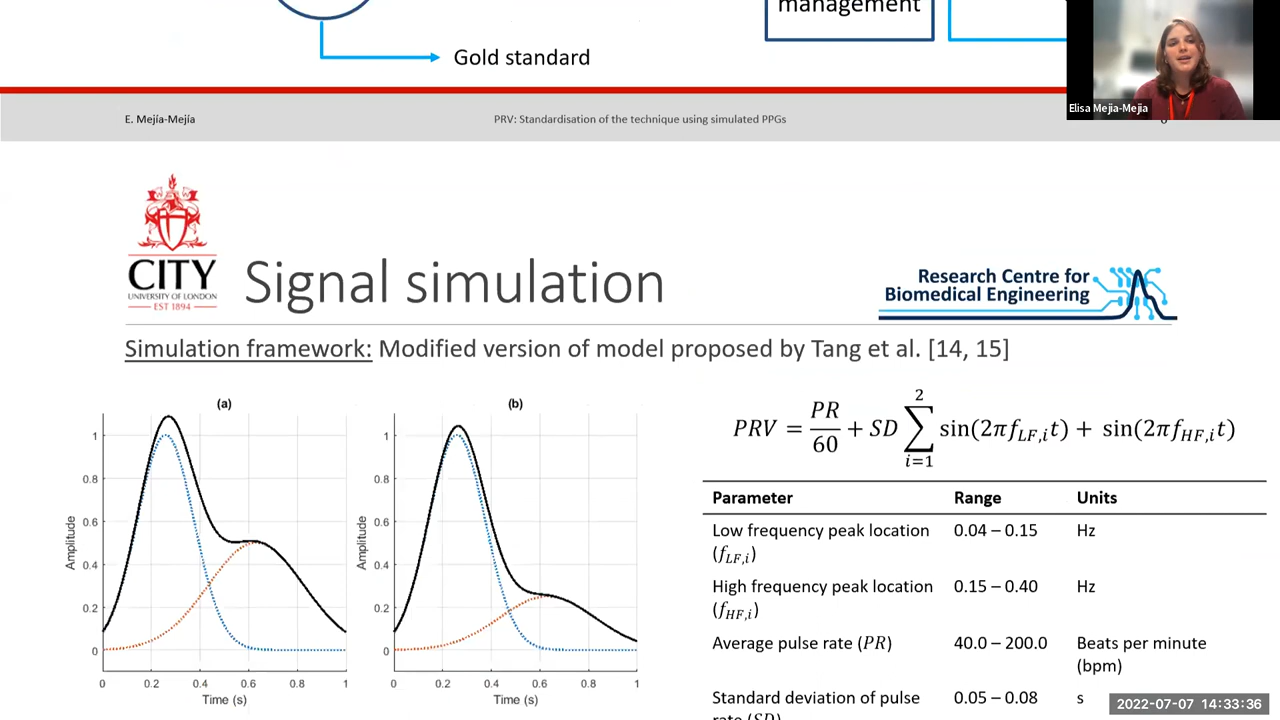 management
Gold standard
Elisa Mejia-Mejia
E. Mejía-Mejía
PRV: Standardisation of the technique using simulated PPGs
CITY
UNIVERSITY OF LONDON
EST 1894
Signal simulation
Research Centre for
Biomedical Engineering
Simulation framework: Modified version of model proposed by Tang et al. [14, 15]
(a)
1
0.8
0.6
0.4
0.2
0
Amplitude
0 0.2 0.4 0.6 0.8 1
Time (s)
(b)
1
0.8
0.6
0.4
0.2
0
Amplitude
0 0.2 0.4 0.6 0.8 1
Time (s)
PRV = PR/60 + SD ∑_{i=1}^{2} sin(2πf_{LF,i}t) + sin(2πf_{HF,i}t)
Parameter Range Units
Low frequency peak location 0.04 – 0.15 Hz
(f_{LF,i})
High frequency peak location 0.15 – 0.40 Hz
(f_{HF,i})
Average pulse rate (PR) 40.0 – 200.0 Beats per minute
(bpm)
Standard deviation of pulse 0.05 – 0.08 s
rate (SD)
2022-07-07 14:33:36